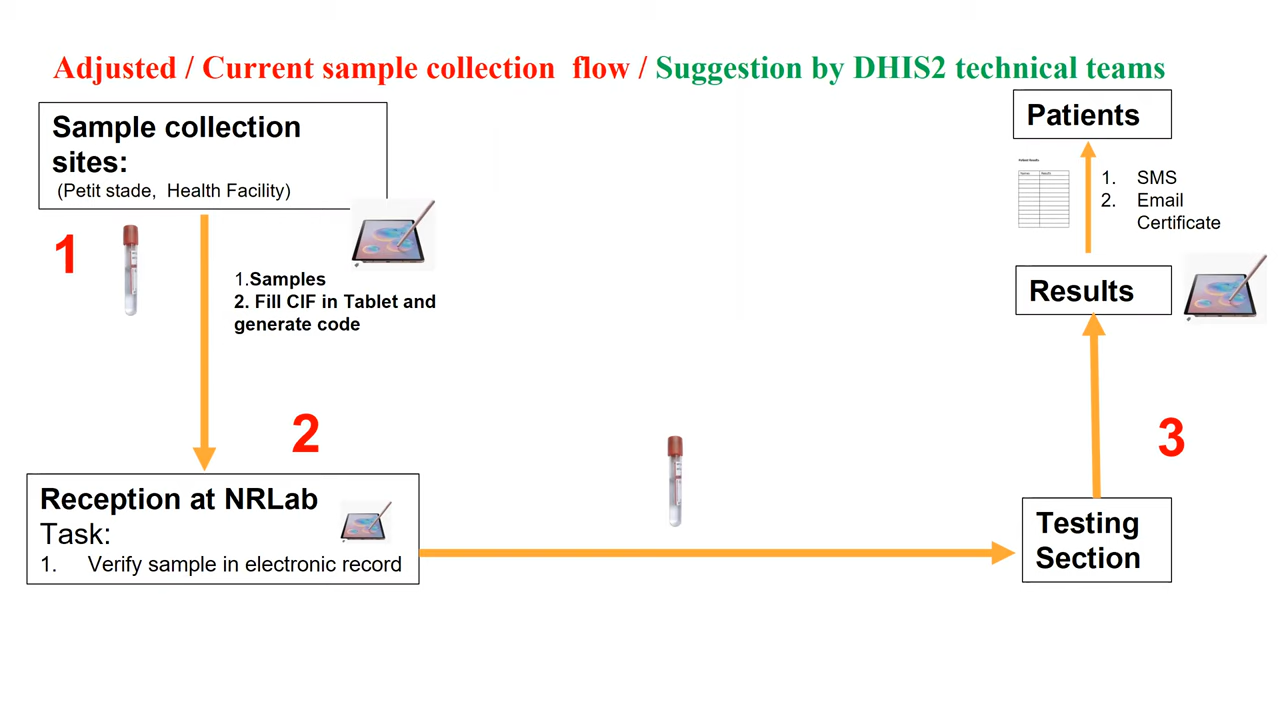 Adjusted / Current sample collection flow / Suggestion by DHIS2 technical teams
Sample collection
sites:
(Petit stade, Health Facility)
1
1.Samples
2. Fill CIF in Tablet and
generate code
2
Reception at NRLab
Task:
1. Verify sample in electronic record
Testing
Section
3
Results
1. SMS
2. Email
Certificate
Patients